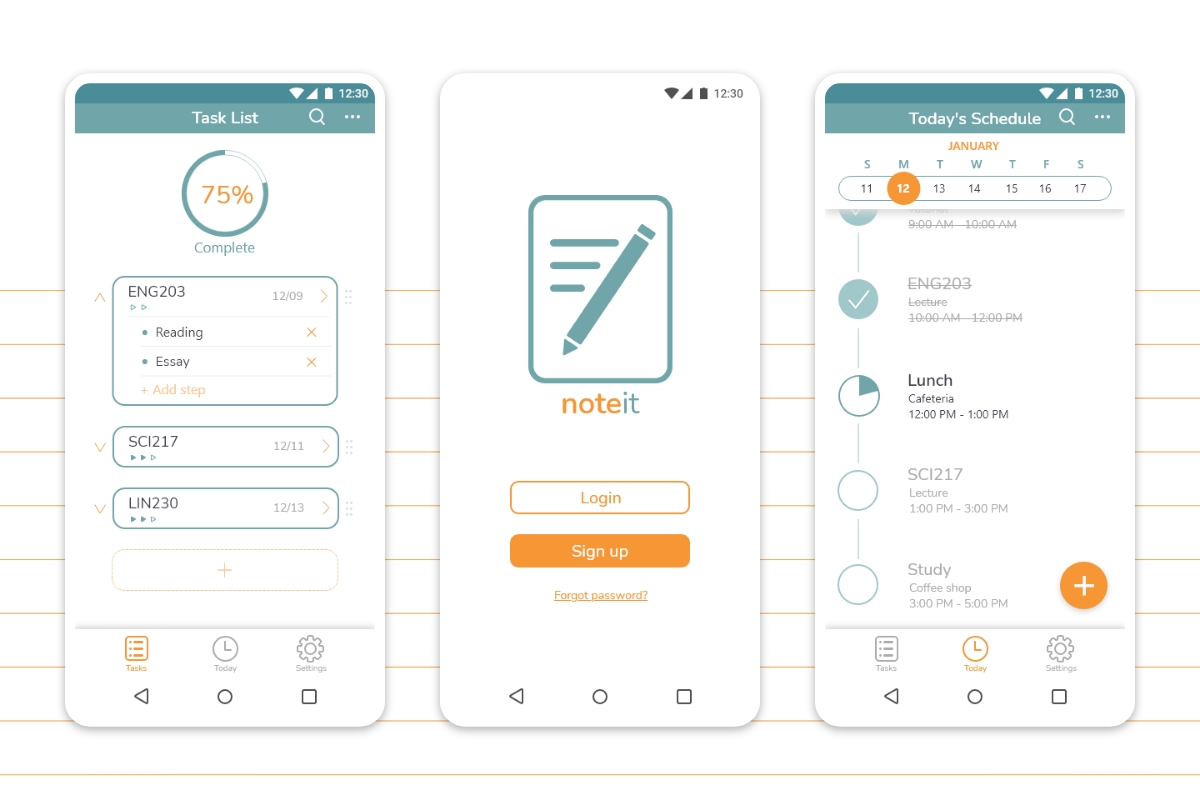 12:30
Task List
75%
Complete
ENG203
12/09
Reading
Essay
+ Add step
SCI217
12/11
LIN230
12/13
+
Tasks
Today
Settings
12:30
noteit
Login
Sign up
Forgot password?
12:30
Today's Schedule
JANUARY
S M T W T F S
11 12 13 14 15 16 17
9:00 AM - 10:00 AM
ENG203
Lecture
10:00 AM - 12:00 PM
Lunch
Cafeteria
12:00 PM - 1:00 PM
SCI217
Lecture
1:00 PM - 3:00 PM
Study
Coffee shop
3:00 PM - 5:00 PM
+
Tasks
Today
Settings